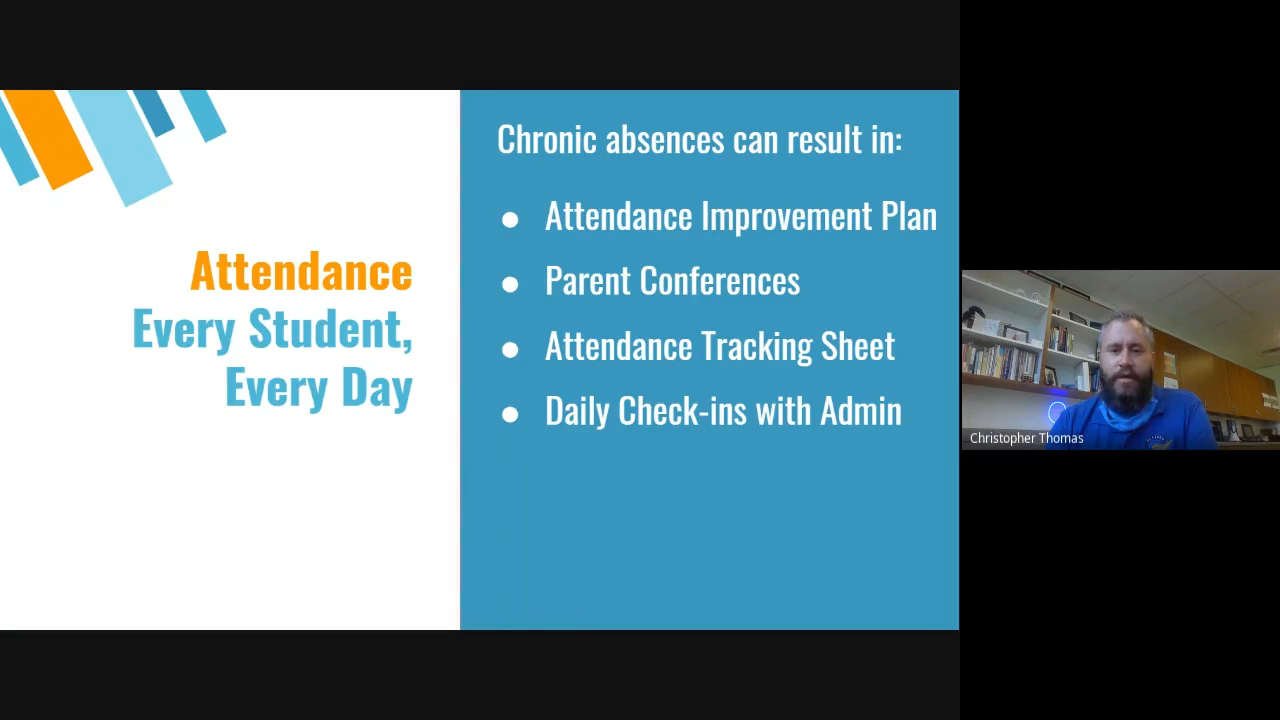 Attendance
Every Student,
Every Day
Chronic absences can result in:
● Attendance Improvement Plan
● Parent Conferences
● Attendance Tracking Sheet
● Daily Check-ins with Admin
Christopher Thomas